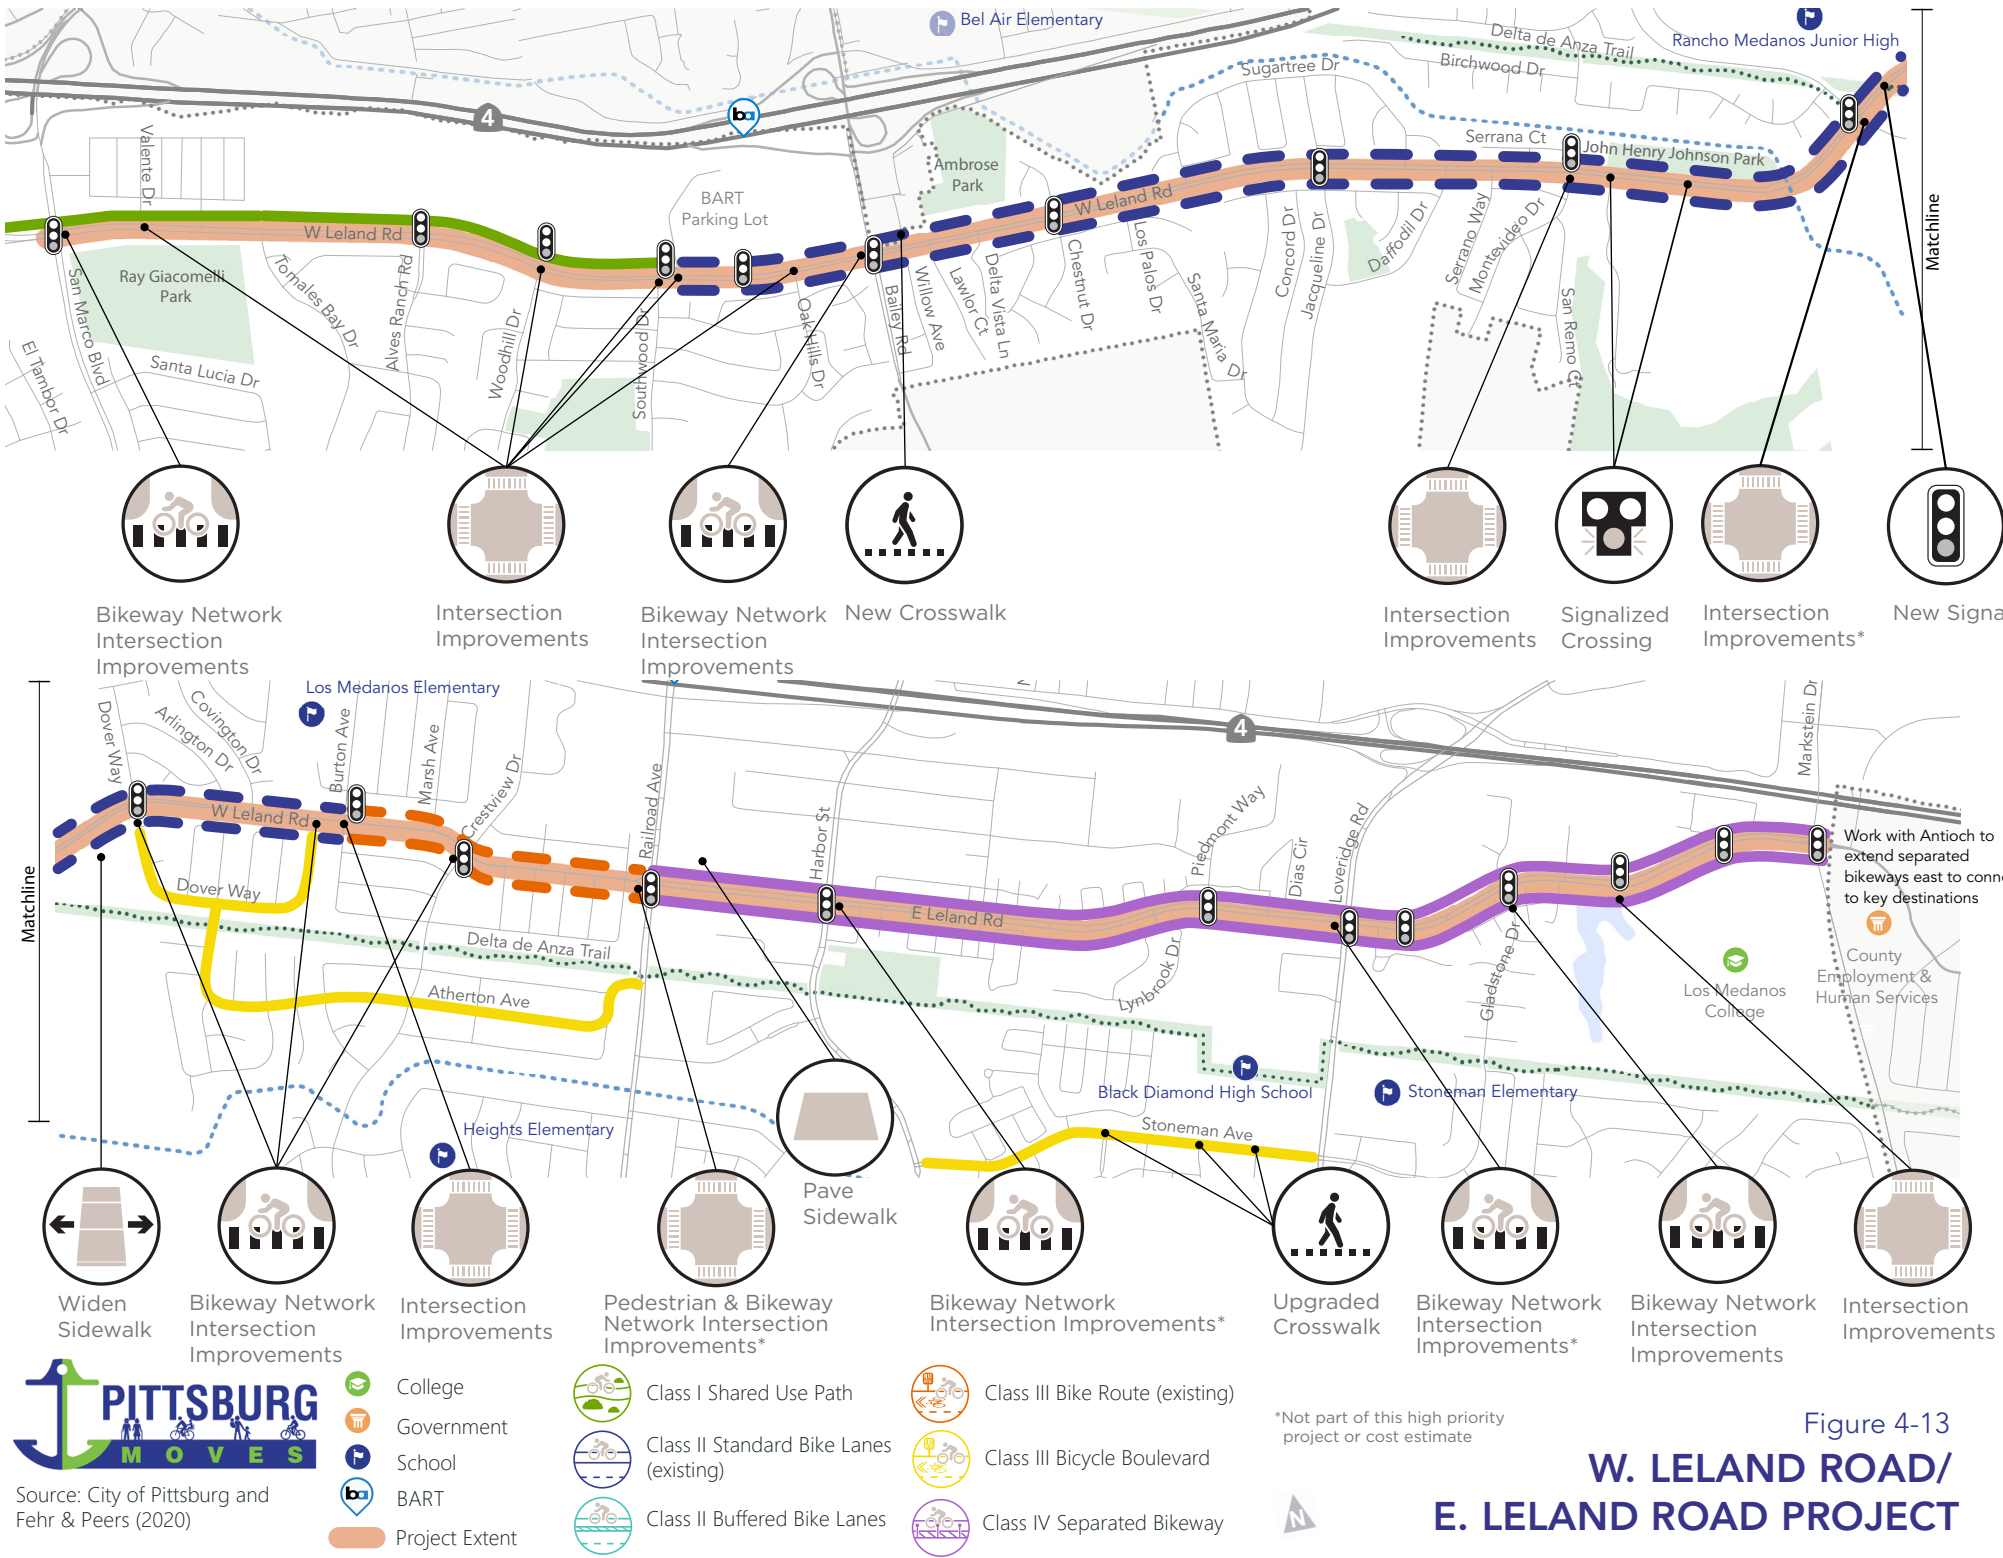 Bel Air Elementary
Delta de Anza Trail
Rancho Medanos Junior High
Birchwood Dr
Sugartree Dr
4
ba
Valente Dr
Serrana Ct
John Henry Johnson Park
Ambrose
Park
BART
Parking Lot
W Leland Rd
W Leland Rd
Matchline
Ray Giacomelli
Park
San Marco Blvd
Tomales Bay Dr
Alves Ranch Rd
Woodhill Dr
Southwood Dr
Oak Hills Dr
Bailey Rd
Willow Ave
Lawlor Ct
Delta Vista Ln
Chestnut Dr
Los Palos Dr
Santa Maria Dr
Concord Dr
Jacqueline Dr
Daffodil Dr
Serrano Way
Montevideo Dr
San Remo Ct
El Tambor Dr
Santa Lucia Dr
Bikeway Network
Intersection
Improvements
Intersection
Improvements
Bikeway Network
Intersection
Improvements
New Crosswalk
Intersection
Improvements
Signalized
Crossing
Intersection
Improvements*
New Signa
Los Medanos Elementary
Dover Way
Arlington Dr
Covington Dr
Burton Ave
Marsh Ave
Crestview Dr
Railroad Ave
Harbor St
4
Markstein Dr
Piedmont Way
Dias Cir
Loveridge Rd
W Leland Rd
E Leland Rd
Work with Antioch to
extend separated
bikeways east to conne
to key destinations
Matchline
Dover Way
Delta de Anza Trail
Atherton Ave
Lynbrook Dr
Gladstone Dr
Los Medanos
College
County
Employment &
Human Services
Black Diamond High School
Stoneman Elementary
Stoneman Ave
Heights Elementary
Widen
Sidewalk
Bikeway Network
Intersection
Improvements
Intersection
Improvements
Pedestrian & Bikeway
Network Intersection
Improvements*
Pave
Sidewalk
Bikeway Network
Intersection Improvements*
Upgraded
Crosswalk
Bikeway Network
Intersection
Improvements*
Bikeway Network
Intersection
Improvements
Intersection
Improvements
PITTSBURG
MOVES
Source: City of Pittsburg and
Fehr & Peers (2020)
College
Government
School
ba
BART
Project Extent
Class I Shared Use Path
Class II Standard Bike Lanes
(existing)
Class II Buffered Bike Lanes
Class III Bike Route (existing)
Class III Bicycle Boulevard
Class IV Separated Bikeway
*Not part of this high priority
project or cost estimate
N
Figure 4-13
W. LELAND ROAD/
E. LELAND ROAD PROJECT